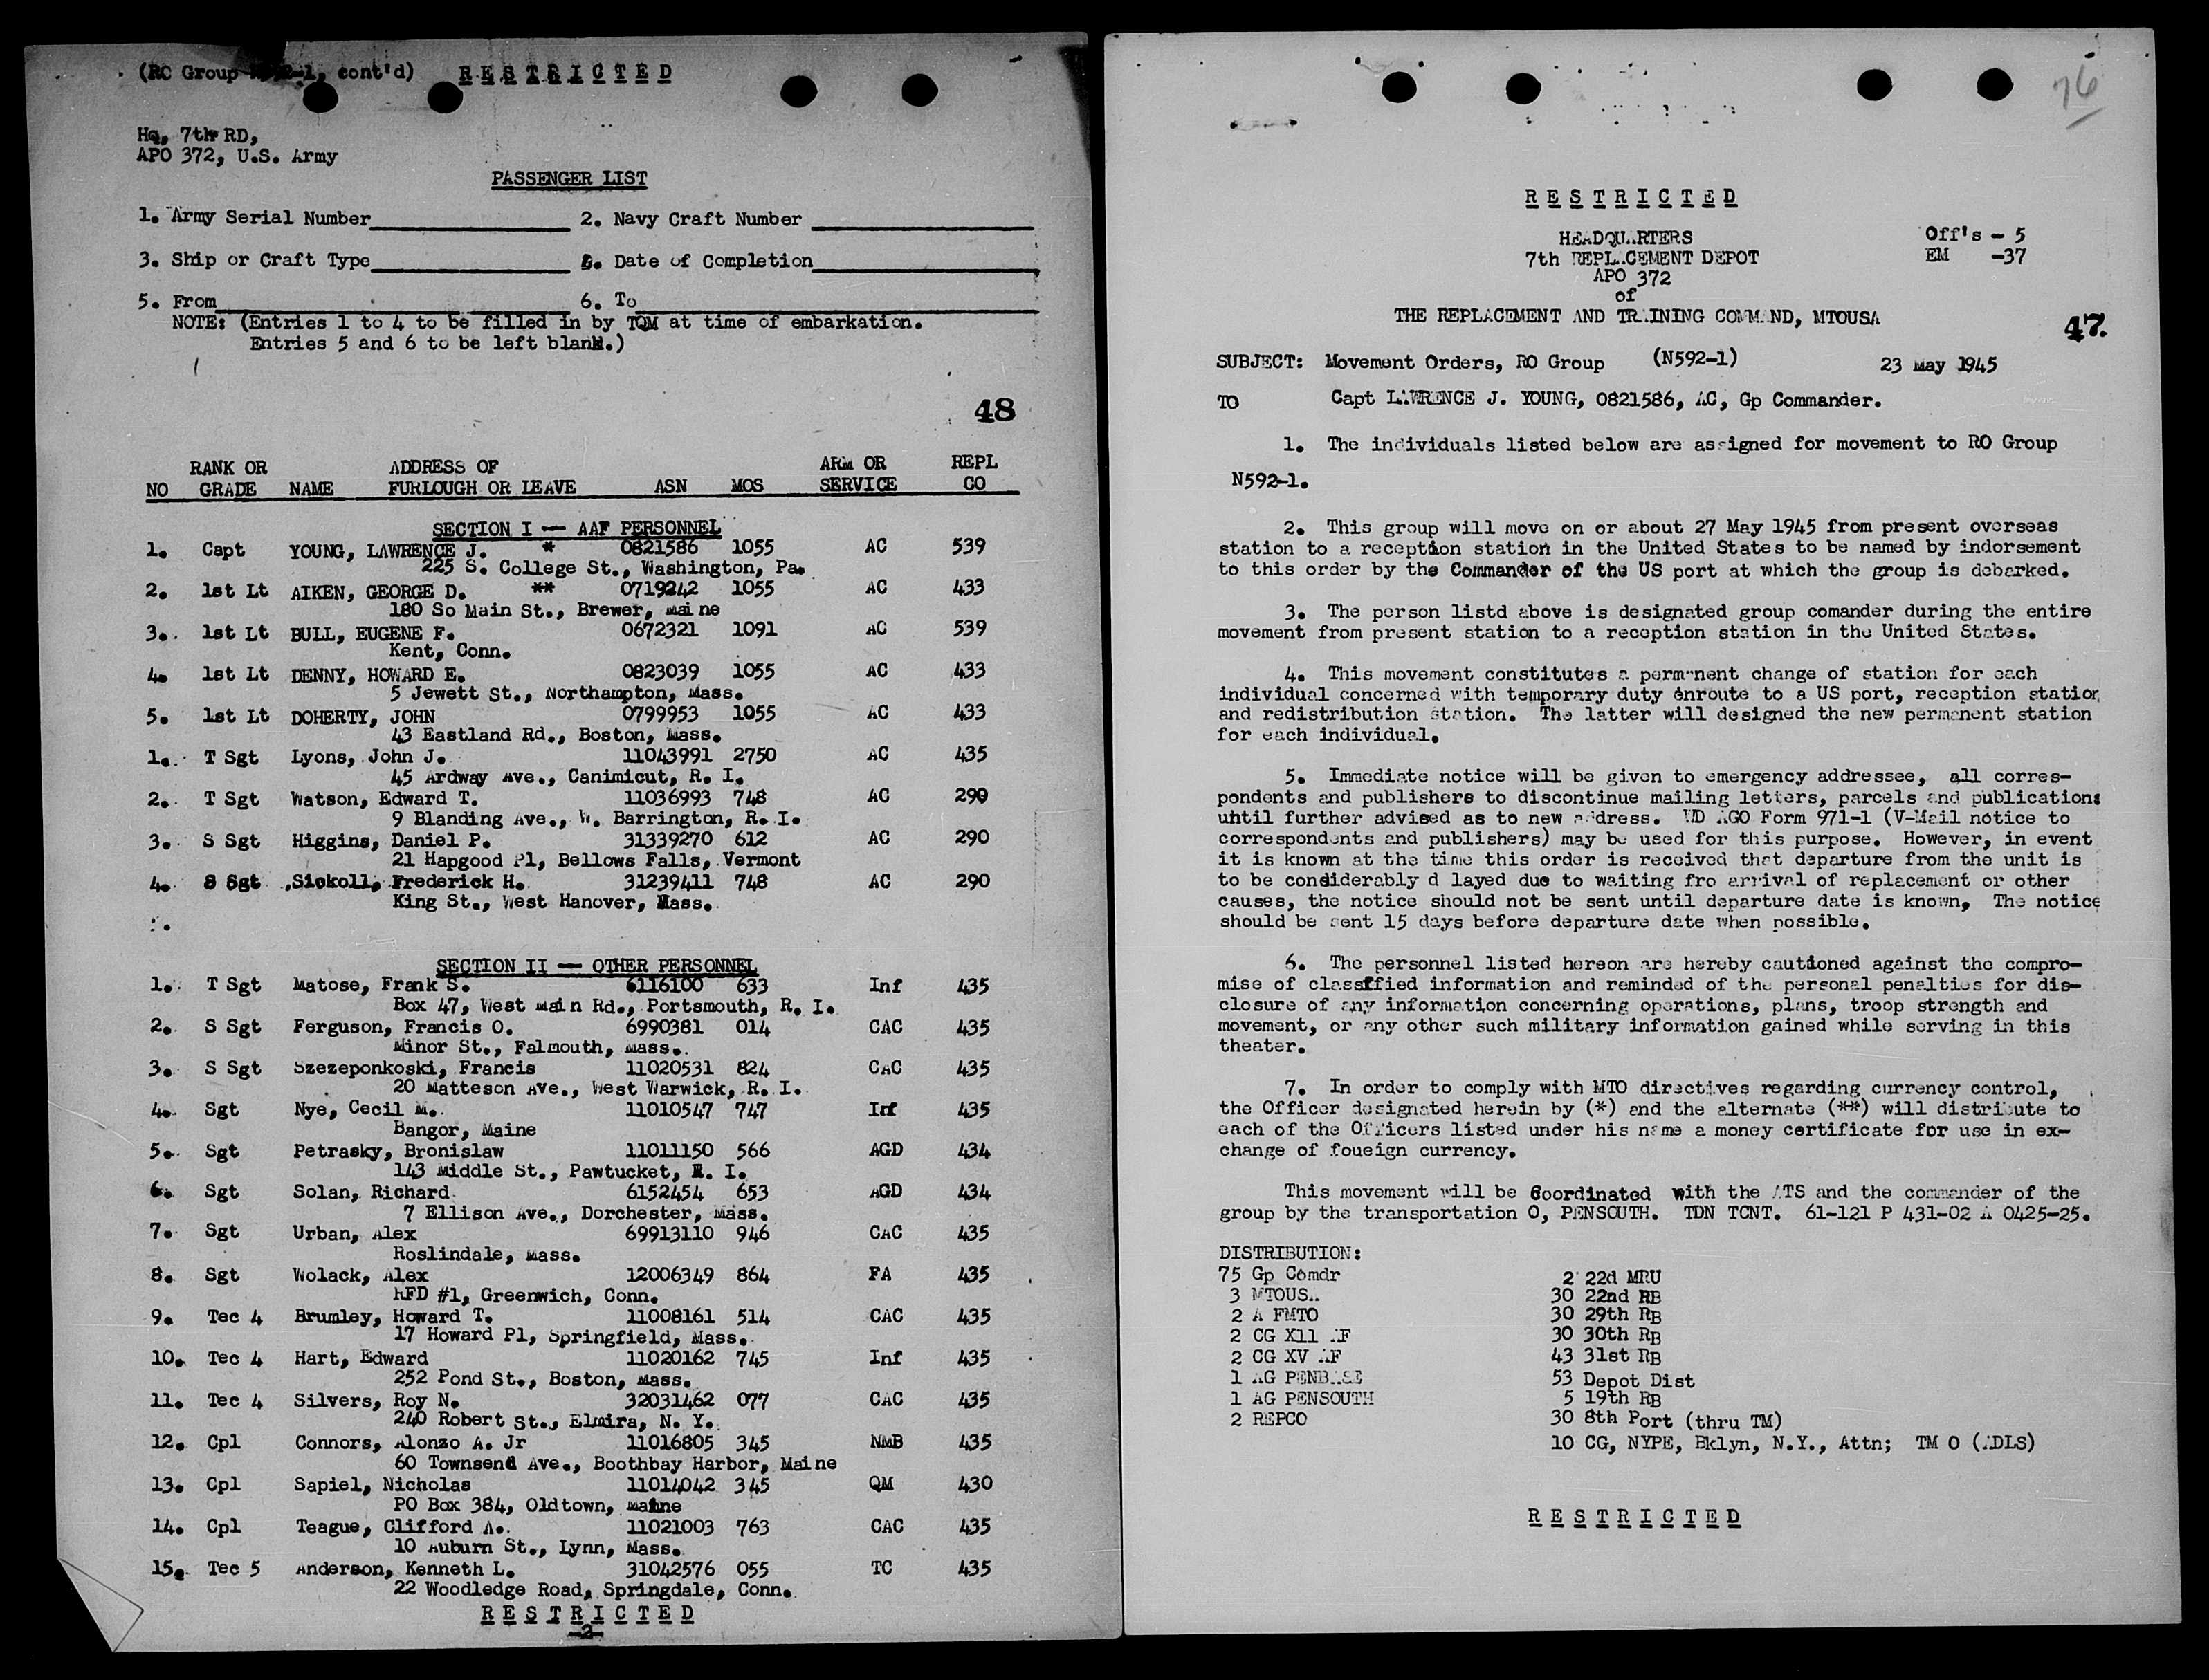 (RO Group N592-1, cont'd) RESTRICTED
Hq, 7th RD,
APO 372, U.S. Army
PASSENGER LIST
1. Army Serial Number____ 2. Navy Craft Number ____
3. Ship or Craft Type____ 4. Date of Completion____
5. From____ 6. To____
NOTE: (Entries 1 to 4 to be filled in by TQM at time of embarkation.
Entries 5 and 6 to be left blank.)
48
RANK OR ADDRESS OF ARM OR REPL
NO GRADE NAME FURLOUGH OR LEAVE ASN MOS SERVICE CO
SECTION I — AAF PERSONNEL
1. Capt YOUNG, LAWRENCE J. * 0821586 1055 AC 539
225 S. College St., Washington, Pa.
2. 1st Lt AIKEN, GEORGE D. ** 0719242 1055 AC 433
180 So Main St., Brewer, Maine
3. 1st Lt BULL, EUGENE F. 0672321 1091 AC 539
Kent, Conn.
4. 1st Lt DENNY, HOWARD E. 0823039 1055 AC 433
5 Jewett St., Northampton, Mass.
5. 1st Lt DOHERTY, JOHN 0799953 1055 AC 433
43 Eastland Rd., Boston, Mass.
1. T Sgt Lyons, John J. 11043991 2750 AC 435
45 Ardway Ave., Canimicut, R. I.
2. T Sgt Watson, Edward T. 11036993 748 AC 290
9 Blanding Ave., W. Barrington, R. I.
3. S Sgt Higgins, Daniel P. 31339270 612 AC 290
21 Hapgood Pl, Bellows Falls, Vermont
4. S Sgt Sickoll, Frederick H. 31239411 748 AC 290
King St., West Hanover, Mass.
SECTION II — OTHER PERSONNEL
1. T Sgt Matose, Frank S. 6116100 633 Inf 435
Box 47, West Main Rd., Portsmouth, R. I.
2. S Sgt Ferguson, Francis O. 6990381 014 CAC 435
Minor St., Falmouth, Mass.
3. S Sgt Szezeponkoski, Francis 11020531 824 CAC 435
20 Matteson Ave., West Warwick, R. I.
4. Sgt Nye, Cecil M. 11010547 747 Inf 435
Bangor, Maine
5. Sgt Petrasky, Bronislaw 11011150 566 AGD 434
143 Middle St., Pawtucket, R. I.
6. Sgt Solan, Richard 6152454 653 AGD 434
7 Ellison Ave., Dorchester, Mass.
7. Sgt Urban, Alex 69913110 946 CAC 435
Roslindale, Mass.
8. Sgt Wolack, Alex 12006349 864 FA 435
RFD #1, Greenwich, Conn.
9. Tec 4 Brumley, Howard T. 11008161 514 CAC 435
17 Howard Pl, Springfield, Mass.
10. Tec 4 Hart, Edward 11020162 745 Inf 435
252 Pond St., Boston, Mass.
11. Tec 4 Silvers, Roy N. 32031462 077 CAC 435
240 Robert St., Elmira, N. Y.
12. Cpl Connors, Alonzo A. Jr 11016805 345 NMB 435
60 Townsend Ave., Boothbay Harbor, Maine
13. Cpl Sapiel, Nicholas 11014042 345 QM 430
PO Box 384, Oldtown, Maine
14. Cpl Teague, Clifford A. 11021003 763 CAC 435
10 Auburn St., Lynn, Mass.
15. Tec 5 Anderson, Kenneth L. 31042576 055 TC 435
22 Woodledge Road, Springdale, Conn.
RESTRICTED
-2-
76
RESTRICTED
HEADQUARTERS Off's - 5
7th REPLACEMENT DEPOT EM -37
APO 372
of
THE REPLACEMENT AND TRAINING COMMAND, MTOUSA
47.
SUBJECT: Movement Orders, RO Group (N592-1) 23 May 1945
TO Capt LAWRENCE J. YOUNG, 0821586, AC, Gp Commander.
1. The individuals listed below are assigned for movement to RO Group
N592-1.
2. This group will move on or about 27 May 1945 from present overseas
station to a reception station in the United States to be named by indorsement
to this order by the Commander of the US port at which the group is debarked.
3. The person listd above is designated group comander during the entire
movement from present station to a reception station in the United States.
4. This movement constitutes a permanent change of station for each
individual concerned with temporary duty enroute to a US port, reception station
and redistribution station. The latter will designed the new permanent station
for each individual.
5. Immediate notice will be given to emergency addressee, all corres-
pondents and publishers to discontinue mailing letters, parcels and publications
uhtil further advised as to new address. WD AGO Form 971-1 (V-Mail notice to
correspondents and publishers) may be used for this purpose. However, in event
it is known at the time this order is received that departure from the unit is
to be considerably d layed due to waiting fro arrival of replacement or other
causes, the notice should not be sent until departure date is known, The notice
should be sent 15 days before departure date when possible.
6. The personnel listed hereon are hereby cautioned against the compro-
mise of classified information and reminded of the personal penalties for dis-
closure of any information concerning operations, plans, troop strength and
movement, or any other such military information gained while serving in this
theater.
7. In order to comply with MTO directives regarding currency control,
the Officer designated herein by (*) and the alternate (**) will distribute to
each of the Officers listed under his name a money certificate for use in ex-
change of foueign currency.
This movement will be Coordinated with the ATS and the commander of the
group by the transportation O, PENSOUTH. TDN TCNT. 61-121 P 431-02 A 0425-25.
DISTRIBUTION:
75 Gp Comdr 2 22d MRU
3 MTOUSA 30 22nd RB
2 A FMTO 30 29th RB
2 CG X11 AF 30 30th RB
2 CG XV AF 43 31st RB
1 AG PENBASE 53 Depot Dist
1 AG PENSOUTH 5 19th RB
2 REPCO 30 8th Port (thru TM)
10 CG, NYPE, Bklyn, N.Y., Attn; TM O (ADLS)
RESTRICTED